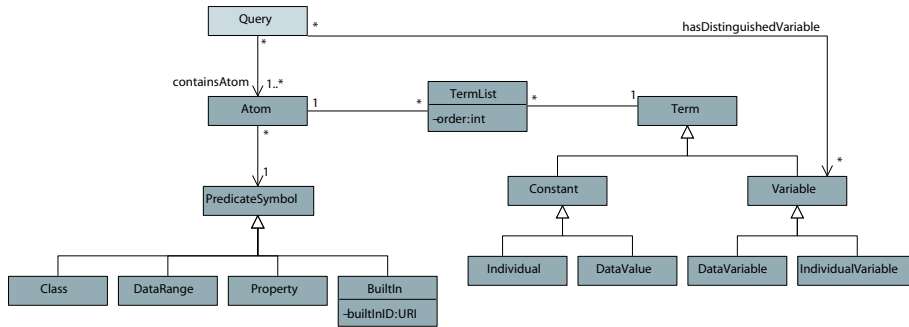 Query
*
*
hasDistinguishedVariable
containsAtom
1..*
Atom
1
*
TermList
-order:int
*
1
Term
*
1
*
PredicateSymbol
Constant
Variable
Class
DataRange
Property
BuiltIn
-builtInID:URI
Individual
DataValue
DataVariable
IndividualVariable